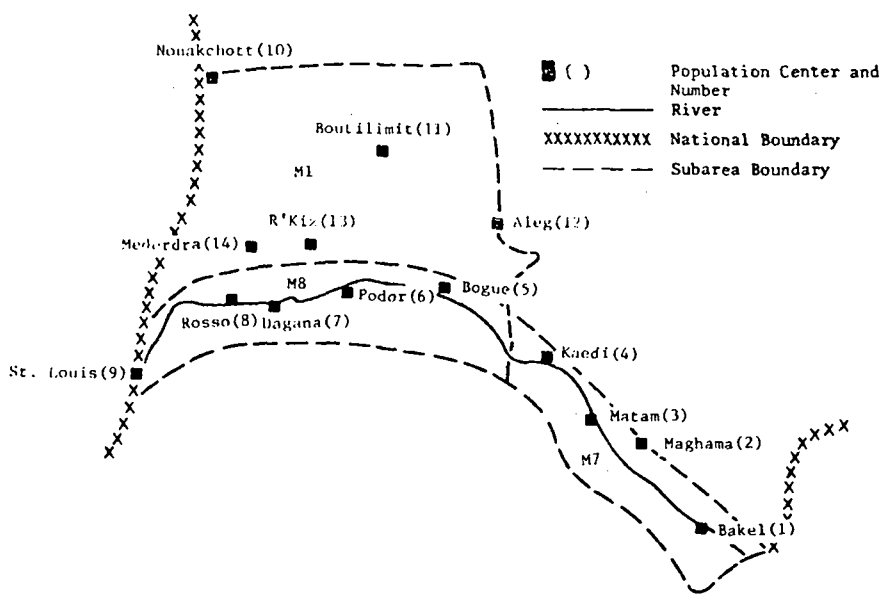 Nouakchott(10)
( ) Population Center and
Number
River
XXXXXXXXXXX National Boundary
Subarea Boundary
Boutilimit(11)
M1
Aleg(12)
R'Kiz(13)
Mederdra(14)
M8
Bogue(5)
Podor(6)
Rosso(8) Dagana(7)
Kaedi(4)
St. Louis(9)
Matam(3)
Maghama(2)
M7
Bakel(1)